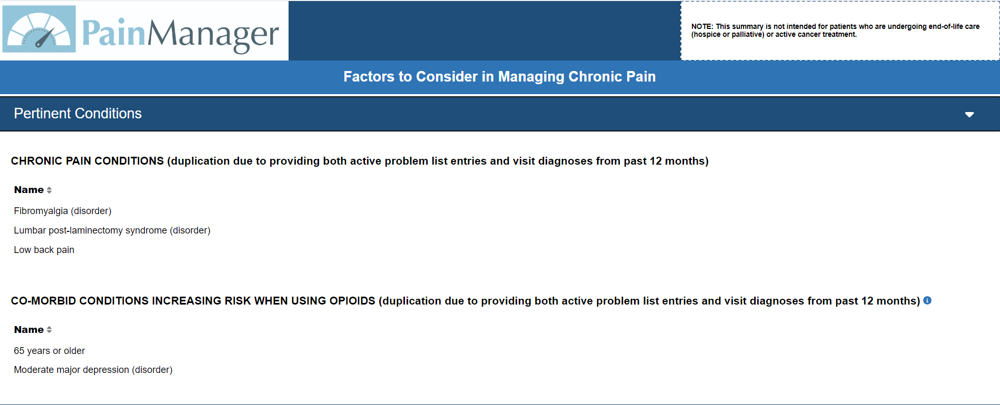 PainManager
NOTE: This summary is not intended for patients who are undergoing end-of-life care
(hospice or palliative) or active cancer treatment.
Factors to Consider in Managing Chronic Pain
Pertinent Conditions
CHRONIC PAIN CONDITIONS (duplication due to providing both active problem list entries and visit diagnoses from past 12 months)
Name
Fibromyalgia (disorder)
Lumbar post-laminectomy syndrome (disorder)
Low back pain
CO-MORBID CONDITIONS INCREASING RISK WHEN USING OPIOIDS (duplication due to providing both active problem list entries and visit diagnoses from past 12 months)
Name
65 years or older
Moderate major depression (disorder)